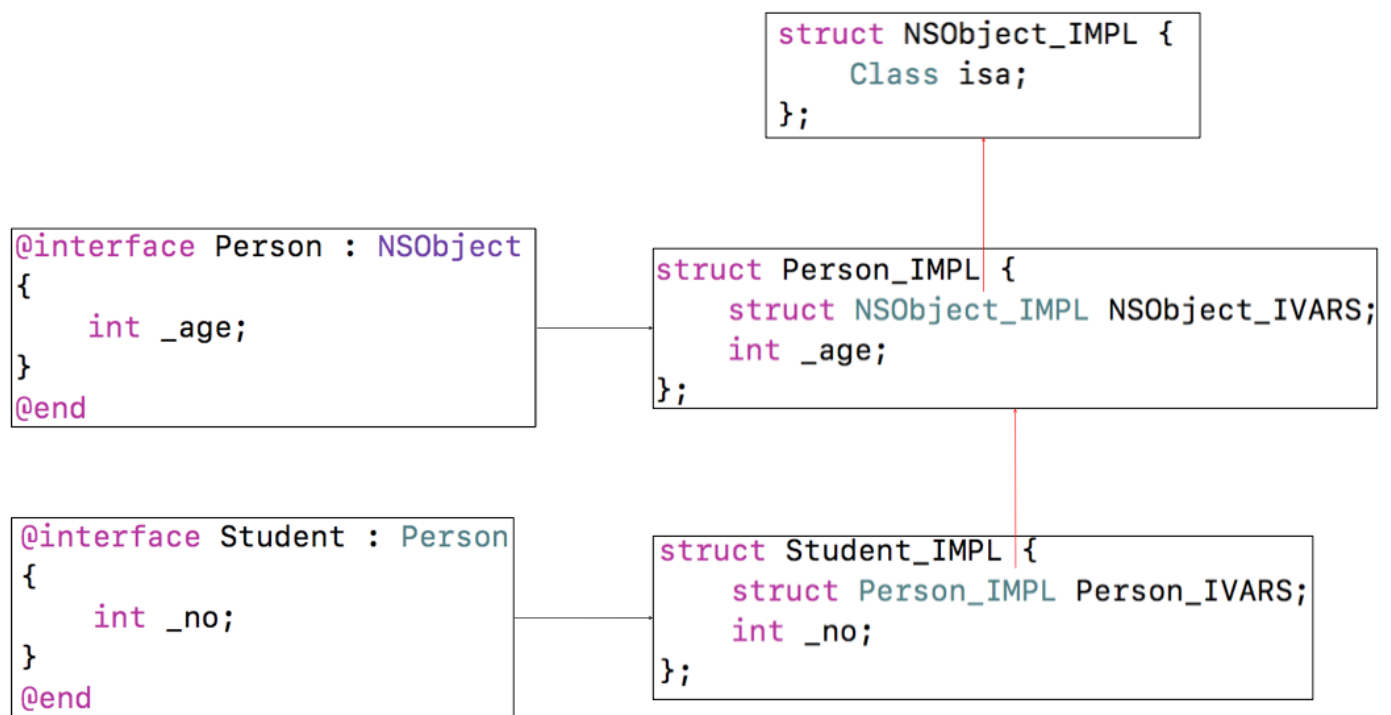 struct NSObject_IMPL {
    Class isa;
};
@interface Person : NSObject
{
    int _age;
}
@end
struct Person_IMPL {
    struct NSObject_IMPL NSObject_IVARS;
    int _age;
};
@interface Student : Person
{
    int _no;
}
@end
struct Student_IMPL {
    struct Person_IMPL Person_IVARS;
    int _no;
};